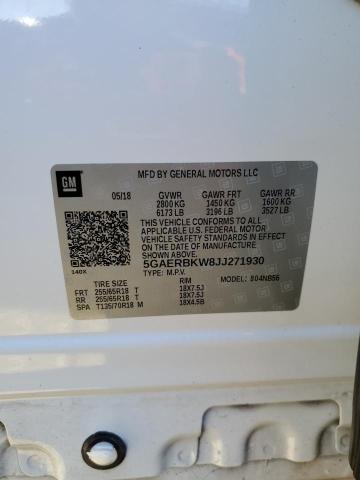 MFD BY GENERAL MOTORS LLC
GM
05/18 GVWR GAWR FRT GAWR RR
2800 KG 1450 KG 1600 KG
6173 LB 3196 LB 3527 LB
THIS VEHICLE CONFORMS TO ALL
APPLICABLE U.S. FEDERAL MOTOR
VEHICLE SAFETY STANDARDS IN EFFECT
ON THE DATE OF MANUFACTURE
SHOWN ABOVE.
140X
5GAERBKW8JJ271930
TYPE: M.P.V. MODEL: 804NB56
TIRE SIZE RIM
FRT 255/65R18 T 18X7.5J
RR 255/65R18 T 18X7.5J
SPA T135/70R18 M 18X4.5B